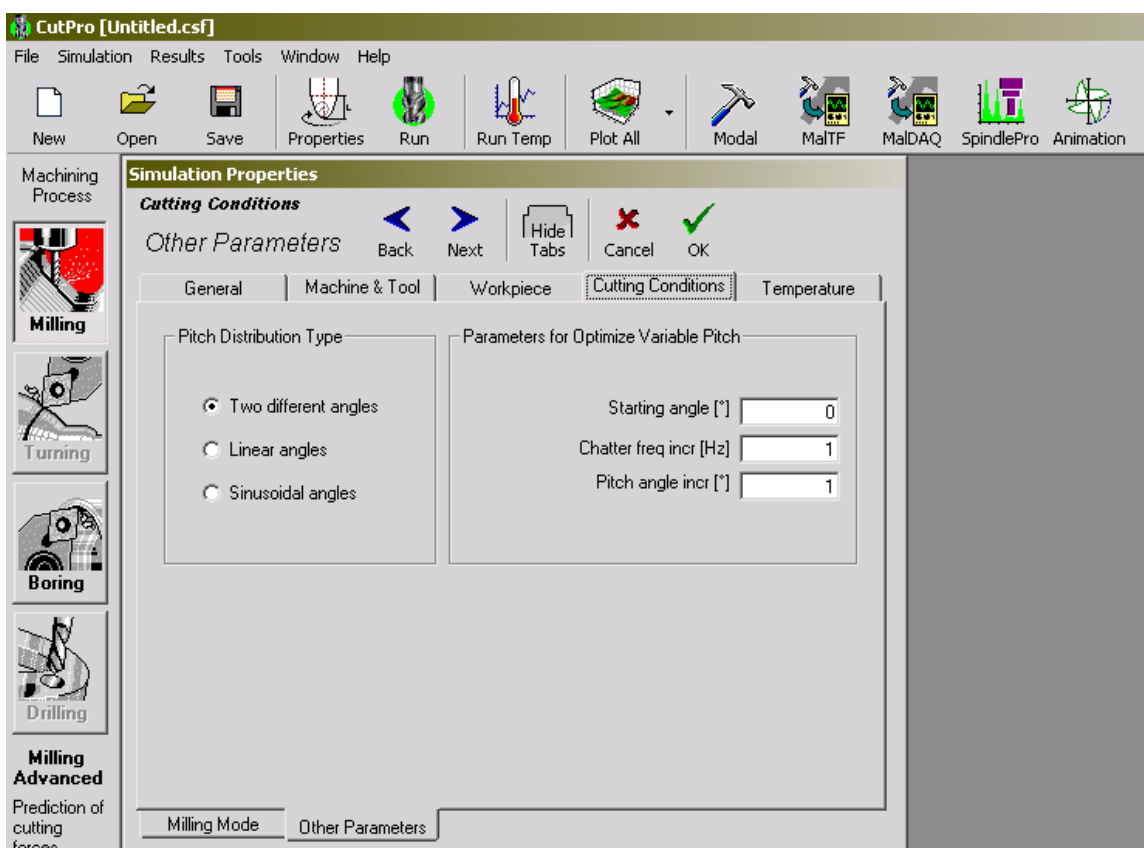 CutPro [Untitled.csf]
File Simulation Results Tools Window Help
New Open Save Properties Run Run Temp Plot All Modal MalTF MalDAQ SpindlePro Animation
Machining
Process
Milling
Turning
Boring
Drilling
Milling
Advanced
Prediction of
cutting
forces
Simulation Properties
Cutting Conditions
Other Parameters
Back Next Hide Tabs Cancel OK
General Machine & Tool Workpiece Cutting Conditions Temperature
Pitch Distribution Type
Two different angles
Linear angles
Sinusoidal angles
Parameters for Optimize Variable Pitch
Starting angle [°] 0
Chatter freq incr [Hz] 1
Pitch angle incr [°] 1
Milling Mode Other Parameters